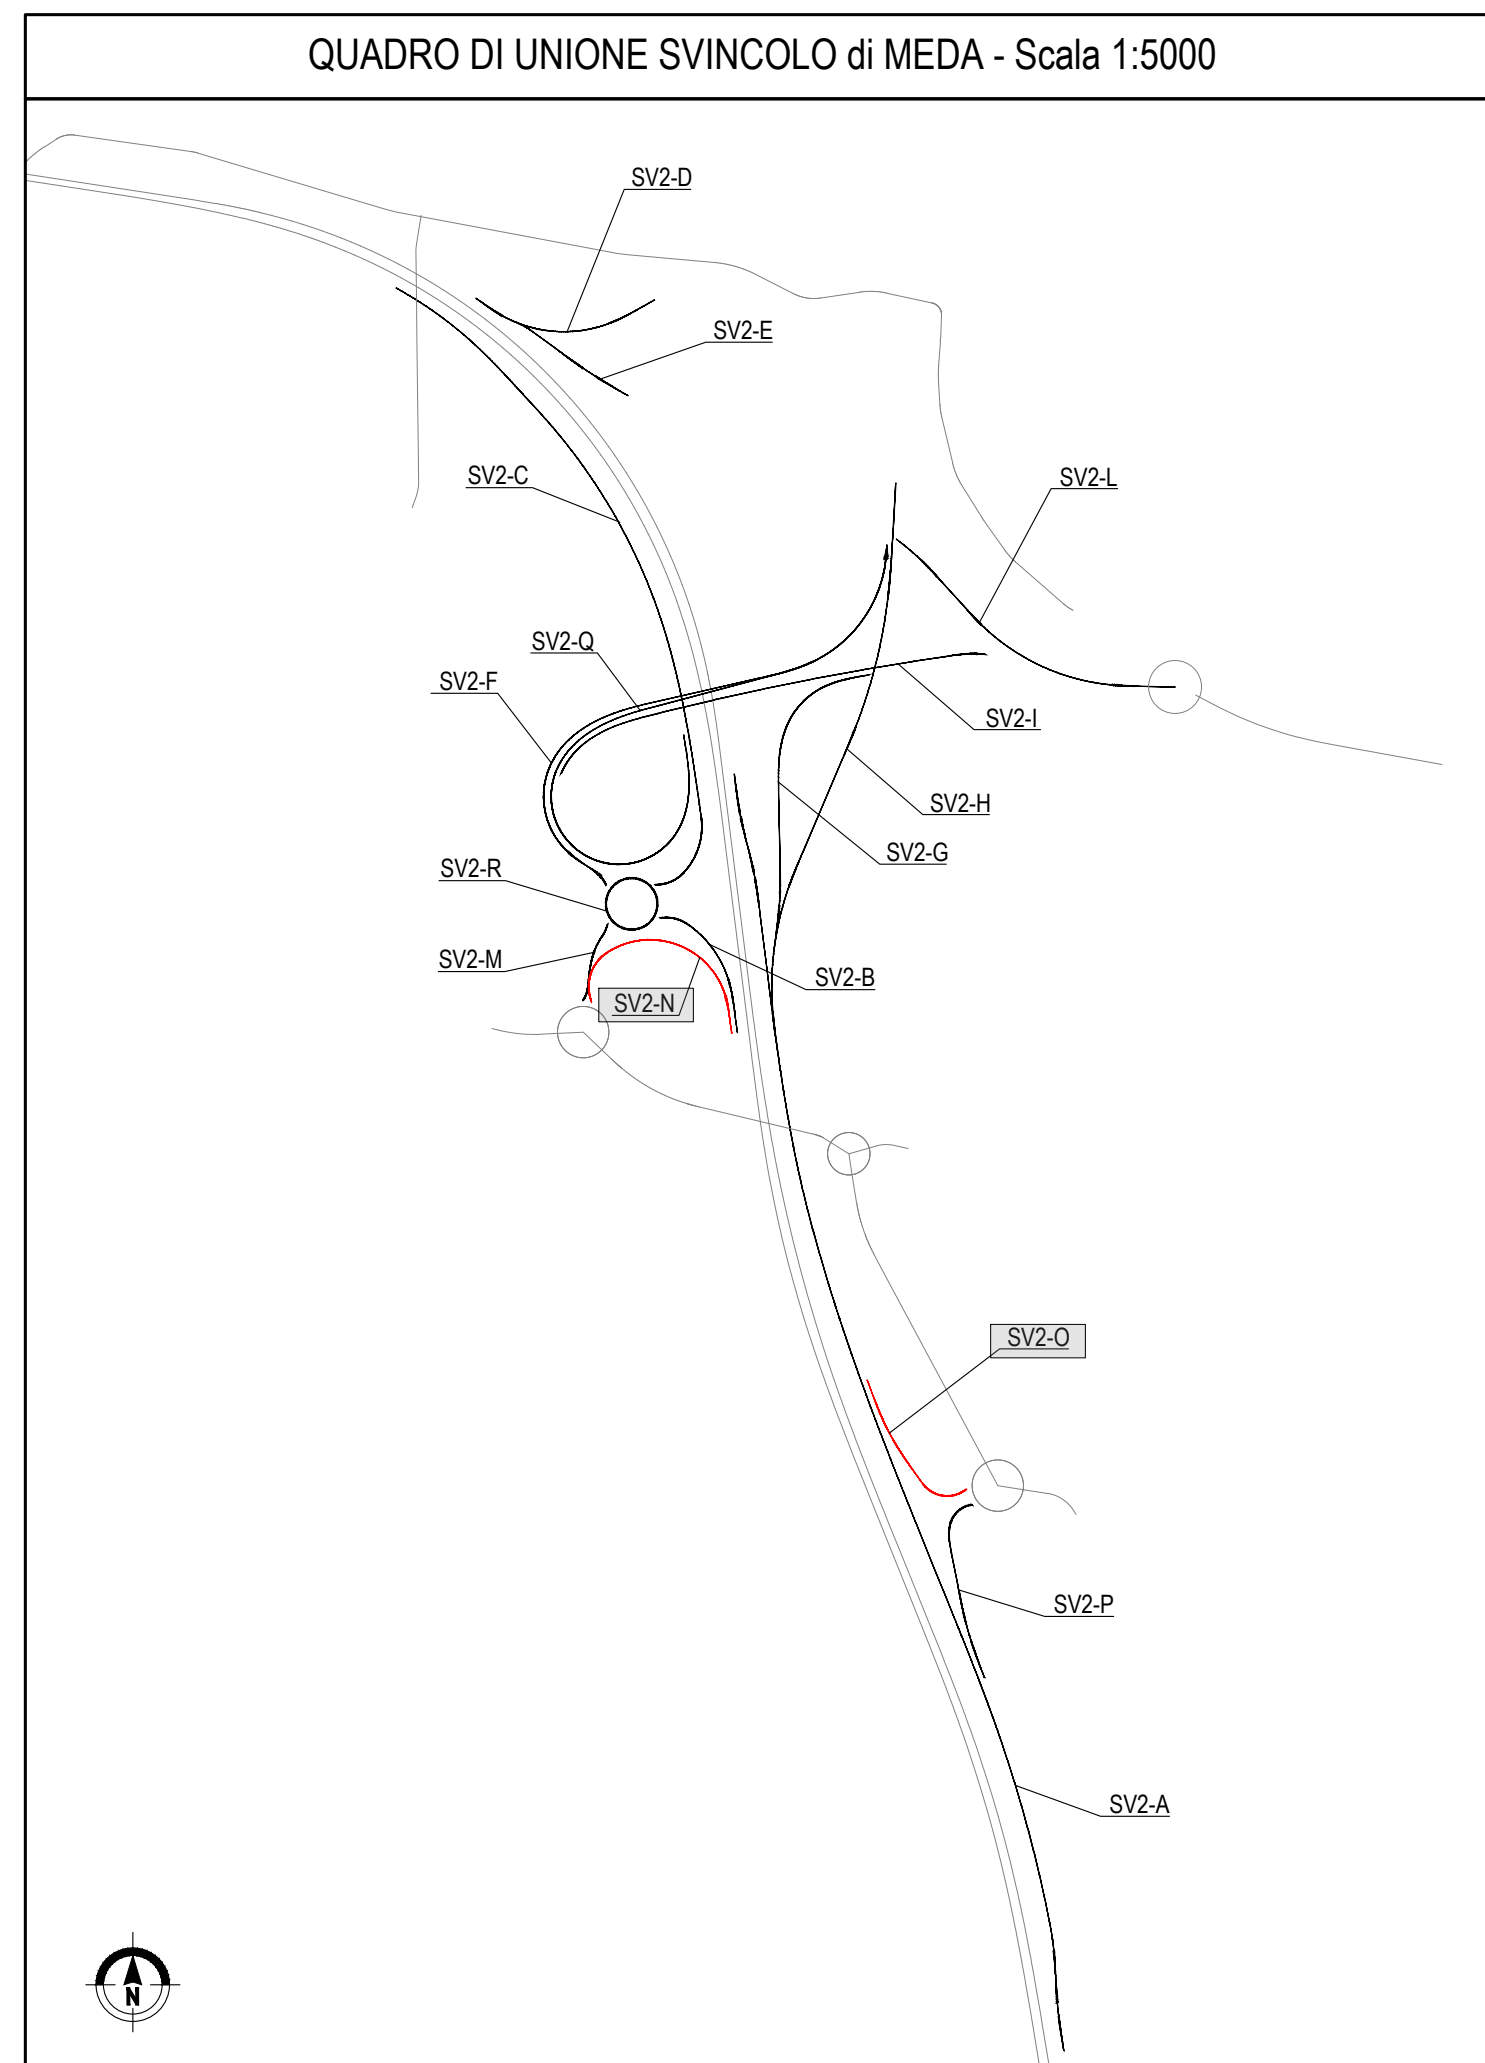 QUADRO DI UNIONE SVINCOLO di MEDA - Scala 1:5000
SV2-D
SV2-E
SV2-C
SV2-L
SV2-Q
SV2-F
SV2-I
SV2-H
SV2-G
SV2-R
SV2-M
SV2-B
SV2-N
SV2-O
SV2-P
SV2-A
N